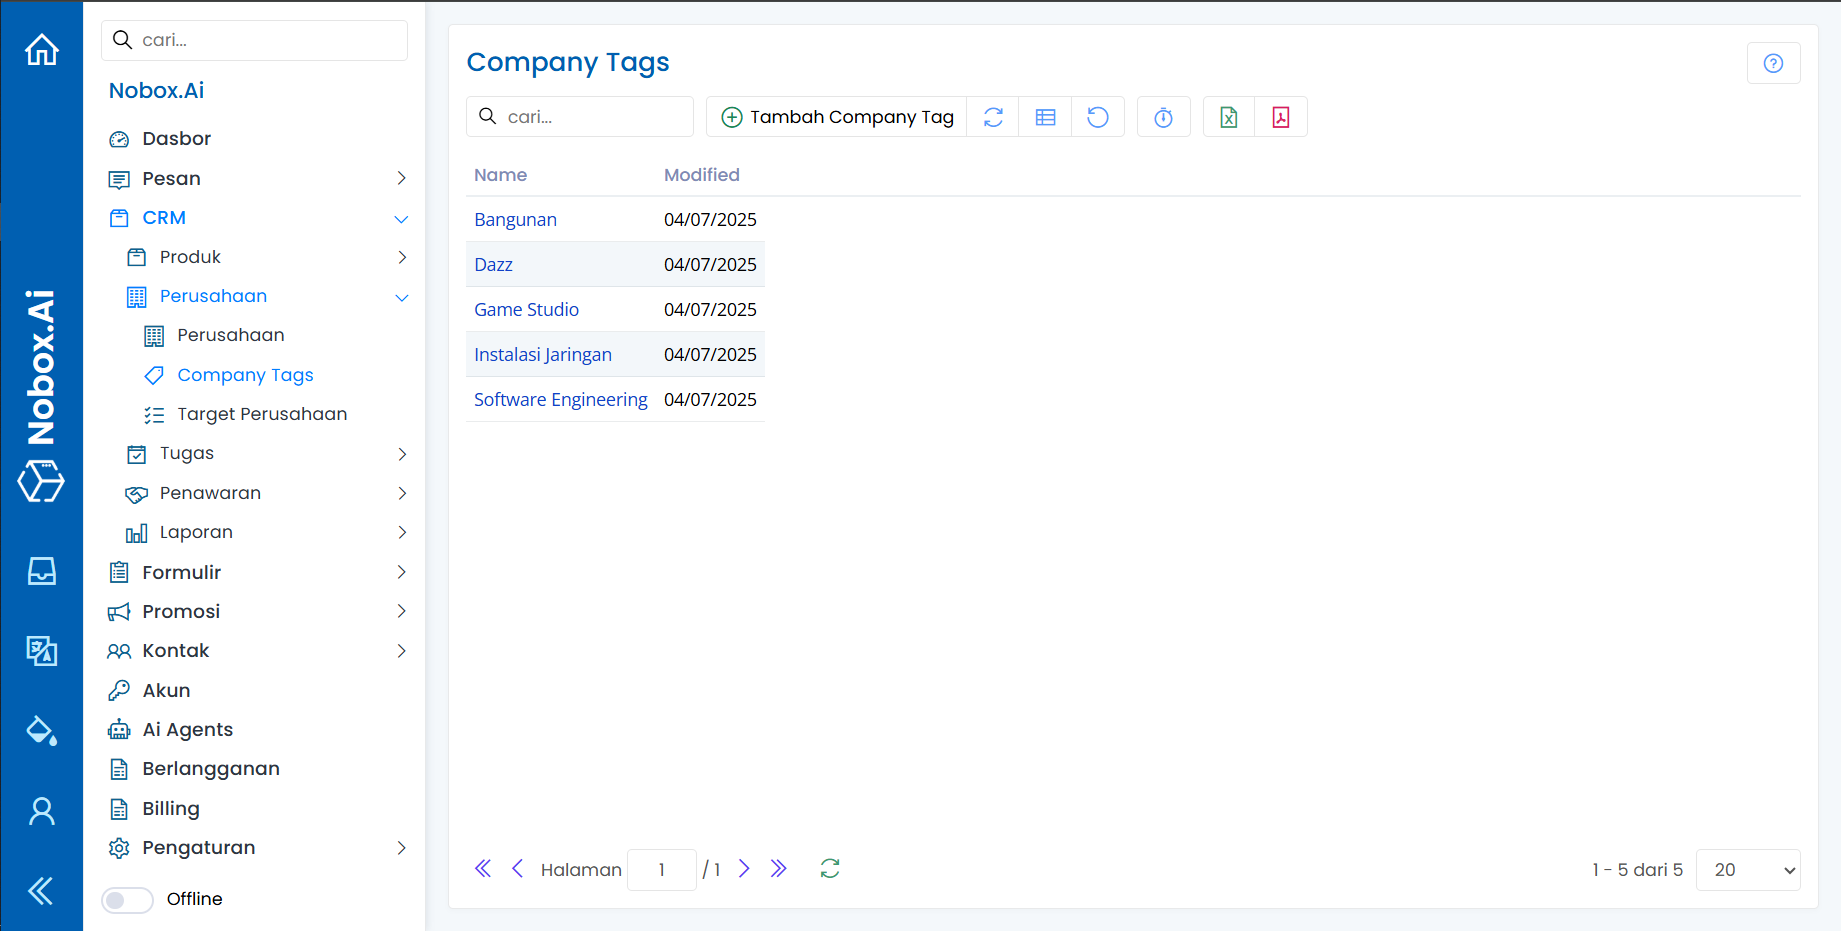 Nobox.Ai
cari...
Nobox.Ai
Dasbor
Pesan
CRM
Produk
Perusahaan
Perusahaan
Company Tags
Target Perusahaan
Tugas
Penawaran
Laporan
Formulir
Promosi
Kontak
Akun
Ai Agents
Berlangganan
Billing
Pengaturan
Offline
Company Tags
cari...
Tambah Company Tag
Name Modified
Bangunan 04/07/2025
Dazz 04/07/2025
Game Studio 04/07/2025
Instalasi Jaringan 04/07/2025
Software Engineering 04/07/2025
Halaman 1 / 1
1 - 5 dari 5 20